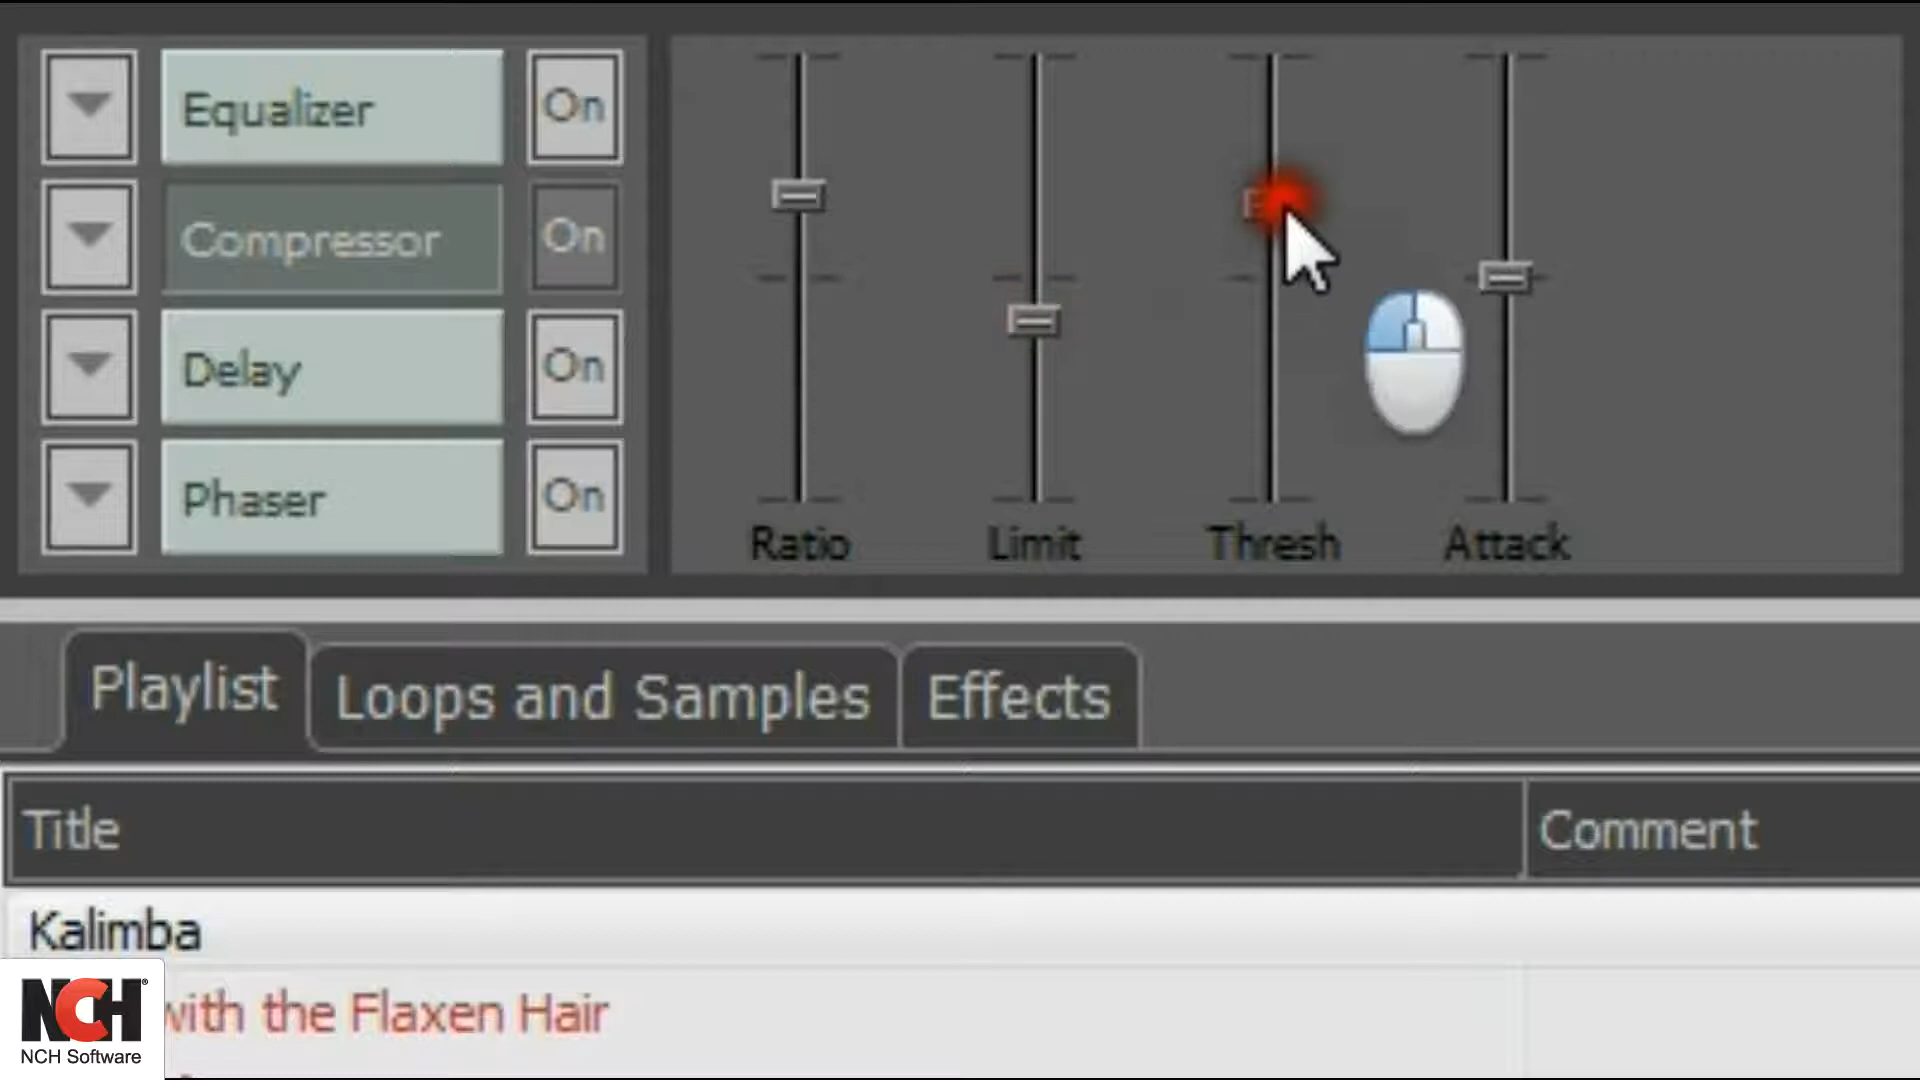 Equalizer On
Compressor On
Delay On
Phaser On
Ratio Limit Thresh Attack
Playlist Loops and Samples Effects
Title Comment
Kalimba
with the Flaxen Hair
NCH
NCH Software